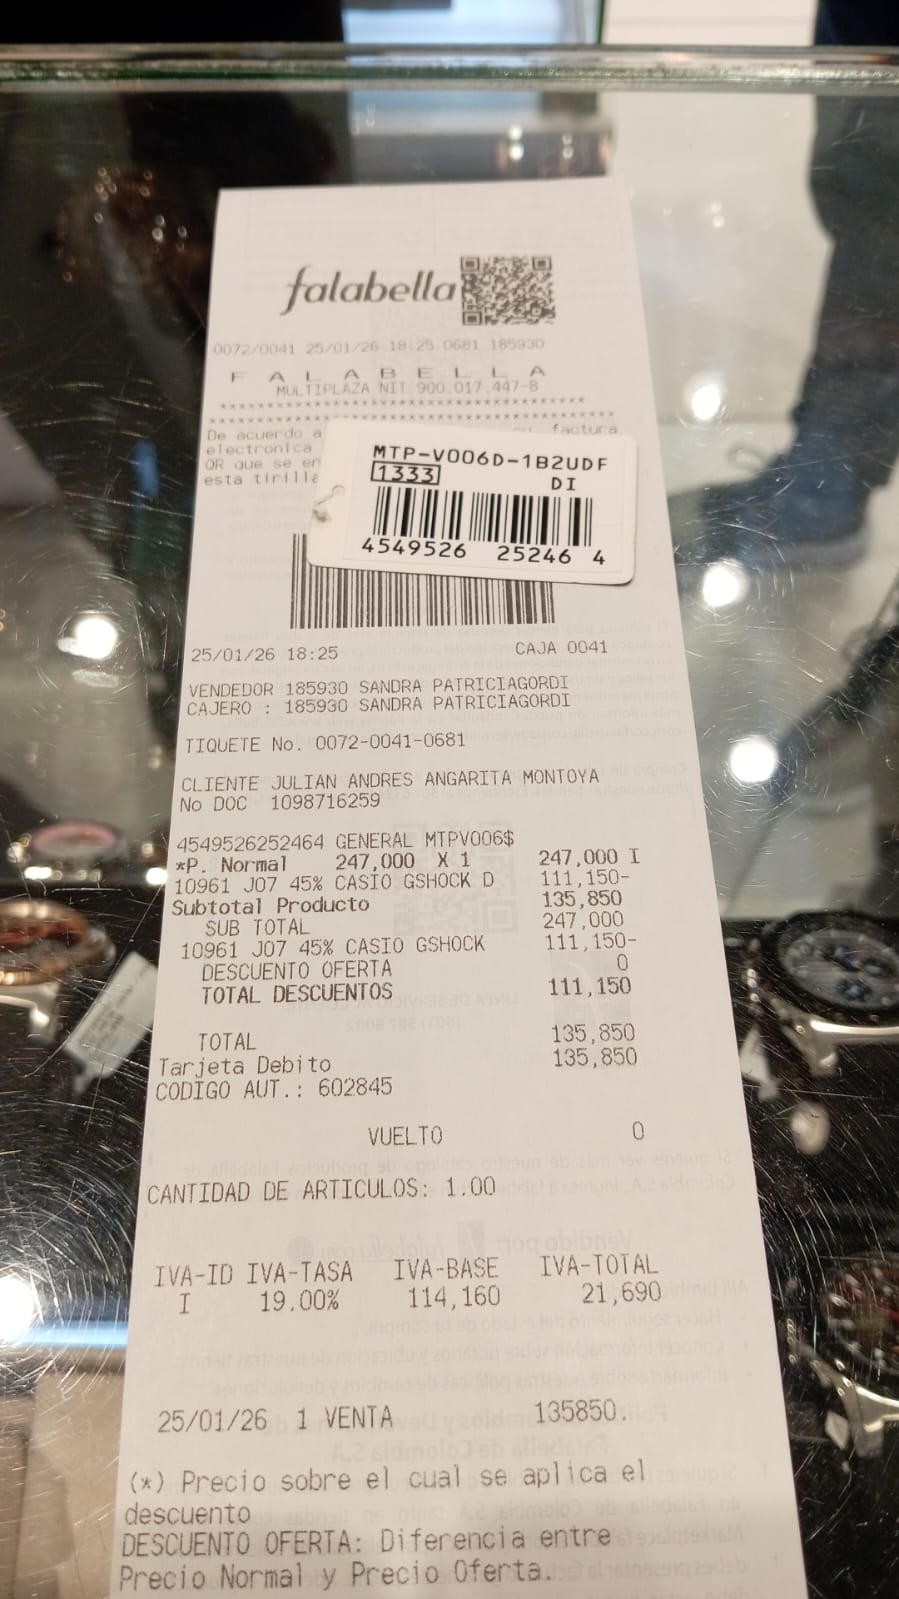 falabella
0072/0041 25/01/26 18:25 0681 185930
F A L A B E L L A
MULTIPLAZA NIT 900.017.447-8
De acuerdo a factura
electronica
QR que se en
esta tirilla
MTP-V006D-1B2UDF
1333 DI
4549526 25246 4
25/01/26 18:25 CAJA 0041
VENDEDOR 185930 SANDRA PATRICIAGORDI
CAJERO : 185930 SANDRA PATRICIAGORDI
TIQUETE No. 0072-0041-0681
CLIENTE JULIAN ANDRES ANGARITA MONTOYA
No DOC 1098716259
4549526252464 GENERAL MTPV006$
*P. Normal 247,000 X 1 247,000 I
10961 J07 45% CASIO GSHOCK D 111,150-
Subtotal Producto 135,850
SUB TOTAL 247,000
10961 J07 45% CASIO GSHOCK 111,150-
DESCUENTO OFERTA 0
TOTAL DESCUENTOS 111,150
TOTAL 135,850
Tarjeta Debito 135,850
CODIGO AUT.: 602845
VUELTO 0
CANTIDAD DE ARTICULOS: 1.00
IVA-ID IVA-TASA IVA-BASE IVA-TOTAL
I 19.00% 114,160 21,690
25/01/26 1 VENTA 135850.
(*) Precio sobre el cual se aplica el
descuento
DESCUENTO OFERTA: Diferencia entre
Precio Normal y Precio Oferta.